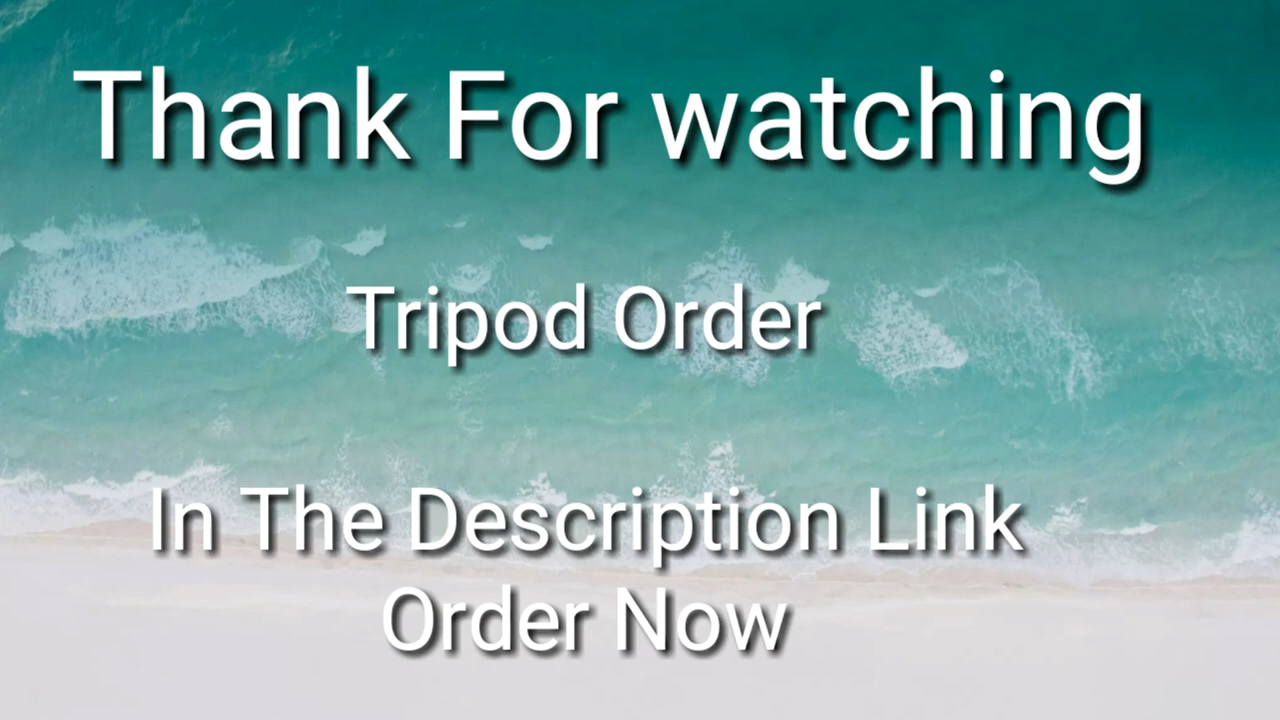 Thank For watching
Tripod Order
In The Description Link
Order Now